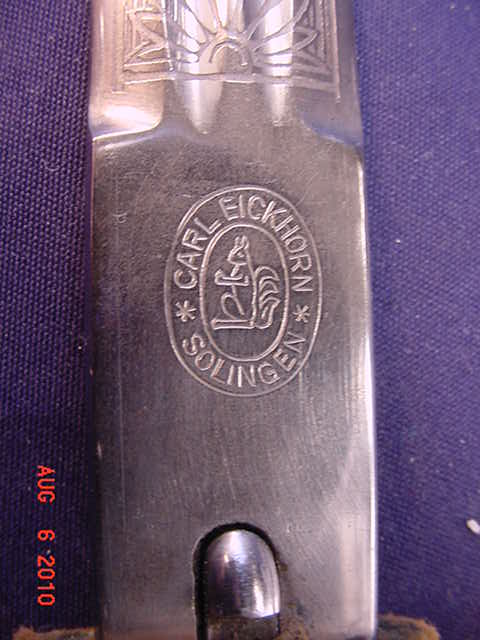 CARL EICKHORN
* SOLINGEN *
AUG 6 2010